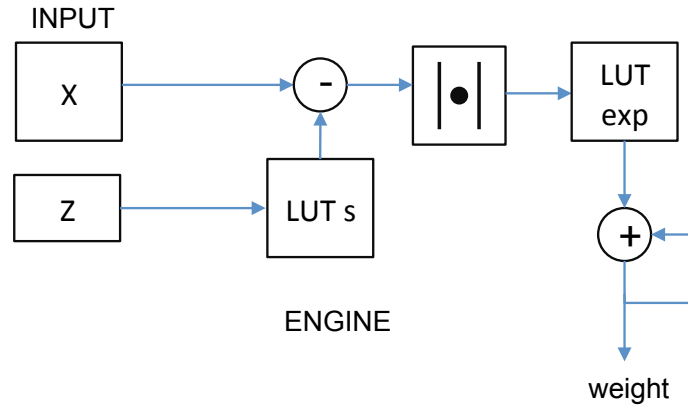 INPUT
X
-
|•|
LUT
exp
Z
LUT s
+
ENGINE
weight